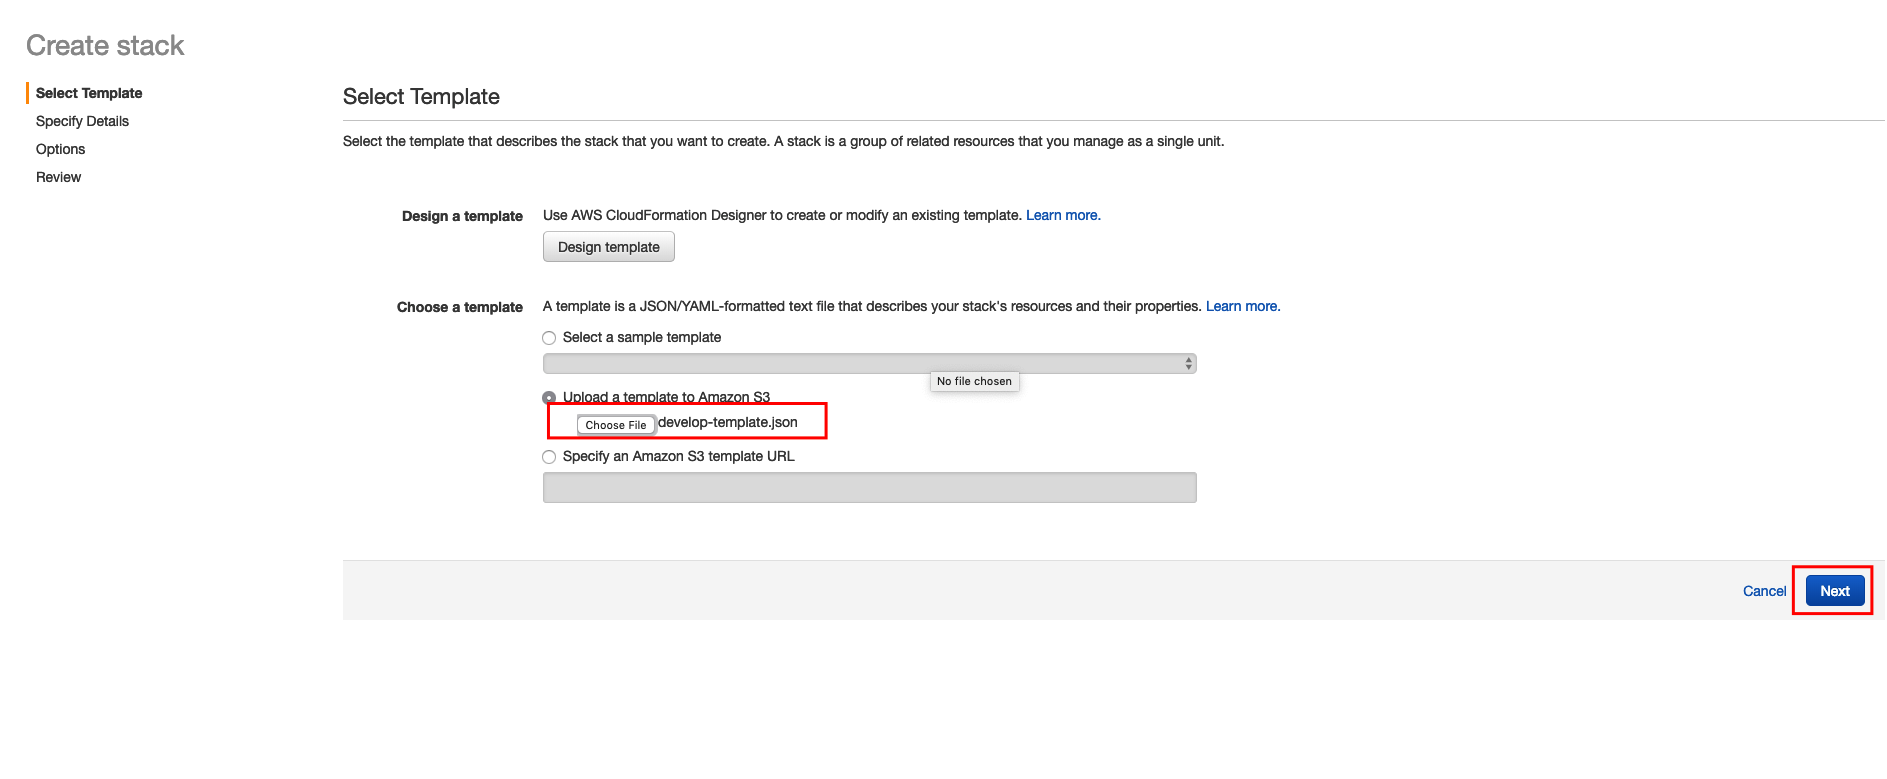 Create stack
Select Template
Specify Details
Options
Review
Select Template
Select the template that describes the stack that you want to create. A stack is a group of related resources that you manage as a single unit.
Design a template
Use AWS CloudFormation Designer to create or modify an existing template. Learn more.
Design template
Choose a template
A template is a JSON/YAML-formatted text file that describes your stack's resources and their properties. Learn more.
Select a sample template
No file chosen
Upload a template to Amazon S3
Choose File develop-template.json
Specify an Amazon S3 template URL
Cancel Next